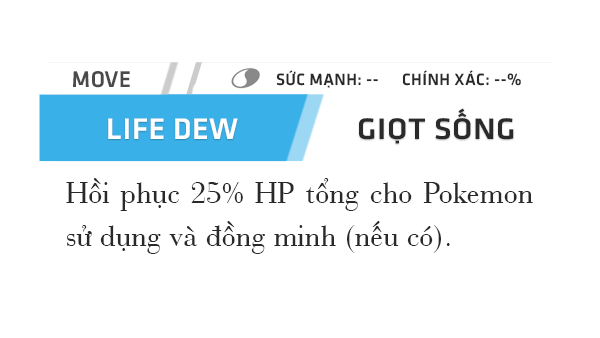 MOVE SỨC MẠNH: -- CHÍNH XÁC: --%
LIFE DEW GIỌT SỐNG
Hồi phục 25% HP tổng cho Pokemon
sử dụng và đồng minh (nếu có).